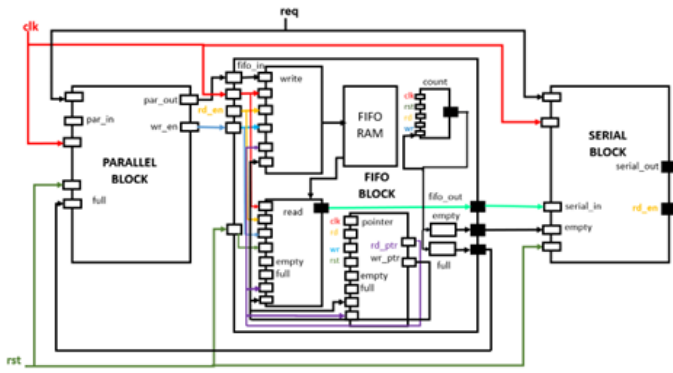 req
clk
fifo_in
par_out
par_in
wr_en
PARALLEL
BLOCK
full
rd_en
write
FIFO
RAM
count
clk
rst
rd
wr
FIFO
BLOCK
read
clk
rf
wr
rst
empty
full
pointer
rd_ptr
wr_ptr
empty
full
fifo_out
empty
full
SERIAL
BLOCK
serial_out
rd_en
serial_in
empty
rst